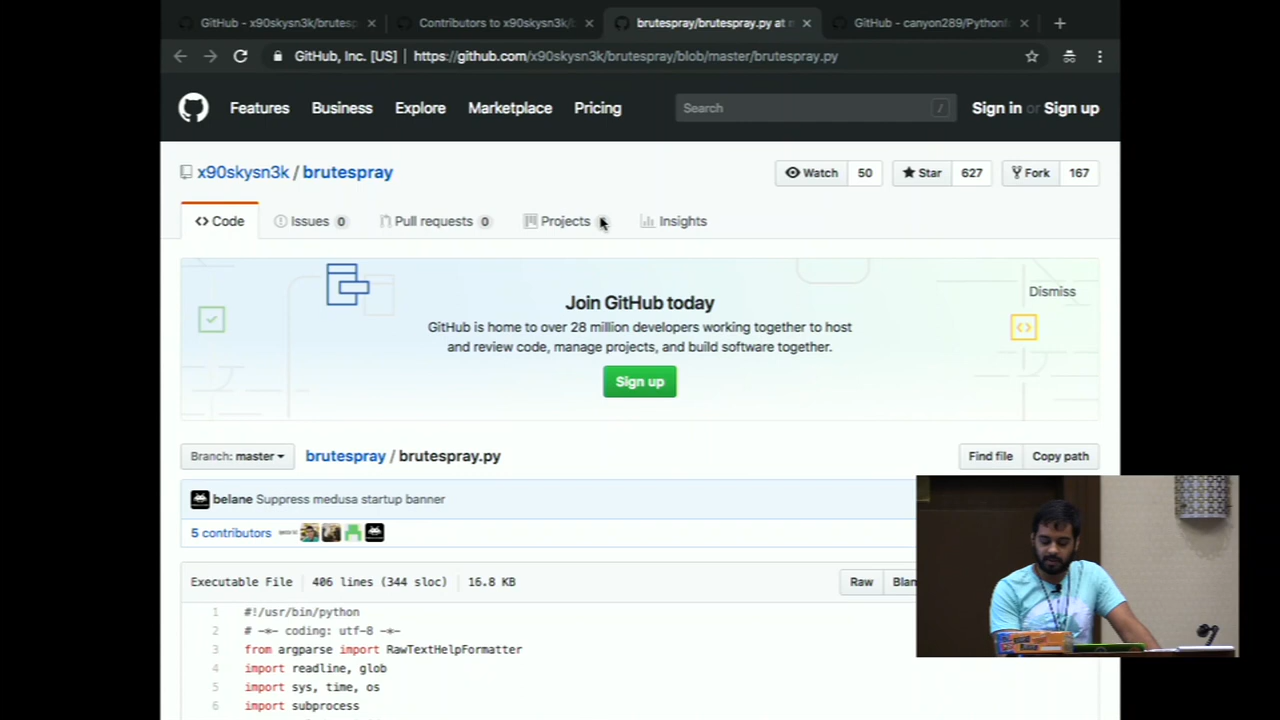 GitHub - x90skysn3k/brutesp
Contributors to x90skysn3k/b
brutespray/brutespray.py at m
GitHub - canyon289/Pythonf
GitHub, Inc. [US]
https://github.com/x90skysn3k/brutespray/blob/master/brutespray.py
Features Business Explore Marketplace Pricing
Search /
Sign in or Sign up
x90skysn3k / brutespray
Watch 50 Star 627 Fork 167
<> Code Issues 0 Pull requests 0 Projects Insights
Dismiss
Join GitHub today
GitHub is home to over 28 million developers working together to host
and review code, manage projects, and build software together.
Sign up
Branch: master
brutespray / brutespray.py
Find file Copy path
belane Suppress medusa startup banner
5 contributors
Executable File 406 lines (344 sloc) 16.8 KB
Raw Blan
1 #!/usr/bin/python
2 # -*- coding: utf-8 -*-
3 from argparse import RawTextHelpFormatter
4 import readline, glob
5 import sys, time, os
6 import subprocess